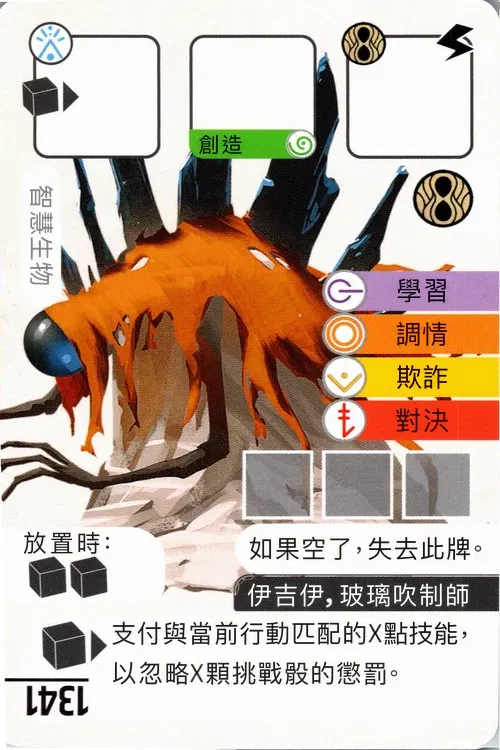 創造
智慧生物
學習
調情
欺詐
對決
放置時:
如果空了,失去此牌。
伊吉伊,玻璃吹制師
支付與當前行動匹配的X點技能,
以忽略X顆挑戰骰的懲罰。
1341